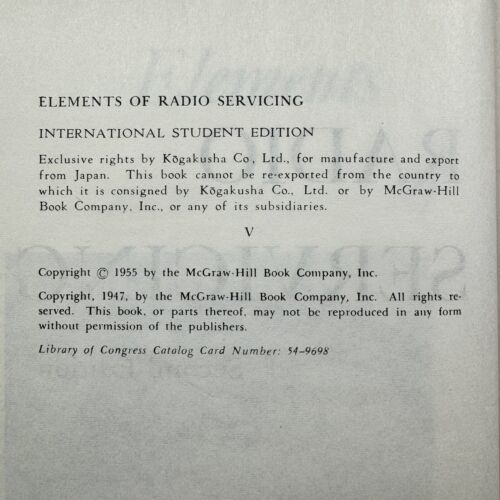 ELEMENTS OF RADIO SERVICING
INTERNATIONAL STUDENT EDITION
Exclusive rights by Kōgakusha Co., Ltd., for manufacture and export
from Japan. This book cannot be re-exported from the country to
which it is consigned by Kōgakusha Co., Ltd. or by McGraw-Hill
Book Company, Inc., or any of its subsidiaries.
V
Copyright © 1955 by the McGraw-Hill Book Company, Inc.
Copyright, 1947, by the McGraw-Hill Book Company, Inc. All rights re-
served. This book, or parts thereof, may not be reproduced in any form
without permission of the publishers.
Library of Congress Catalog Card Number: 54-9698